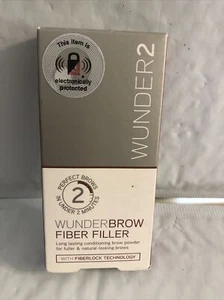 This item is
electronically
protected
WUNDER2
PERFECT BROWS
2
IN UNDER 2 MINUTES
WUNDERBROW
FIBER FILLER
Long lasting conditioning brow powder
for fuller & natural-looking brows
WITH FIBERLOCK TECHNOLOGY